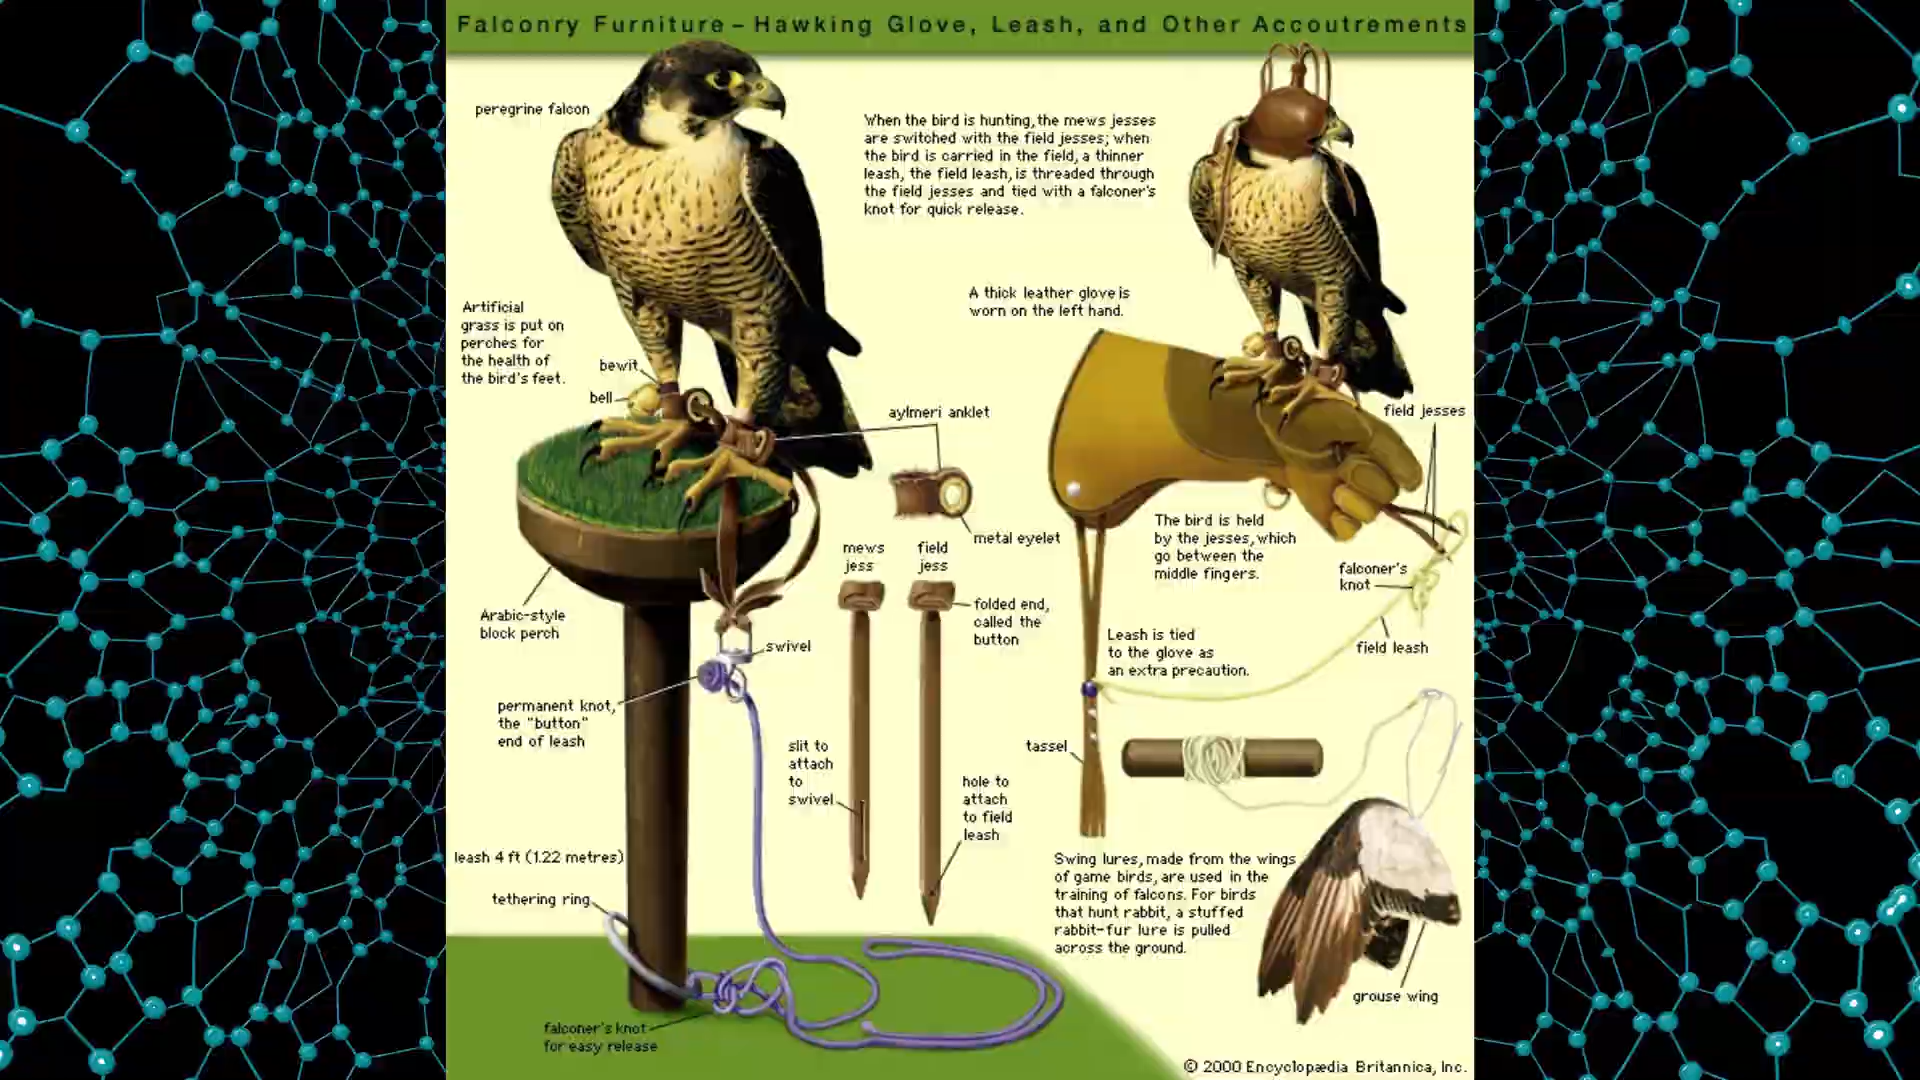 Falconry Furniture – Hawking Glove, Leash, and Other Accoutrements
peregrine falcon
When the bird is hunting, the mews jesses
are switched with the field jesses; when
the bird is carried in the field, a thinner
leash, the field leash, is threaded through
the field jesses and tied with a falconer's
knot for quick release.
A thick leather glove is
worn on the left hand.
Artificial
grass is put on
perches for
the health of
the bird's feet.
bewit
bell
aylmeri anklet
field jesses
metal eyelet
The bird is held
by the jesses, which
go between the
middle fingers.
mews
jess
field
jess
falconer's
knot
folded end,
called the
button
Arabic-style
block perch
swivel
Leash is tied
to the glove as
an extra precaution.
field leash
permanent knot,
the "button"
end of leash
slit to
attach
to
swivel
tassel
hole to
attach
to field
leash
leash 4 ft (1.22 metres)
tethering ring
Swing lures, made from the wings
of game birds, are used in the
training of falcons. For birds
that hunt rabbit, a stuffed
rabbit-fur lure is pulled
across the ground.
grouse wing
falconer's knot
for easy release
© 2000 Encyclopædia Britannica, Inc.